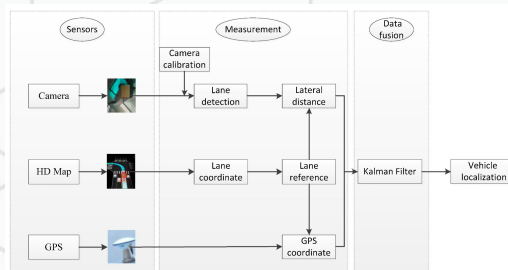 Sensors
Measurement
Data
fusion
Camera
calibration
Camera
Lane
detection
Lateral
distance
HD Map
Lane
coordinate
Lane
reference
Kalman Filter
Vehicle
localization
GPS
GPS
coordinate